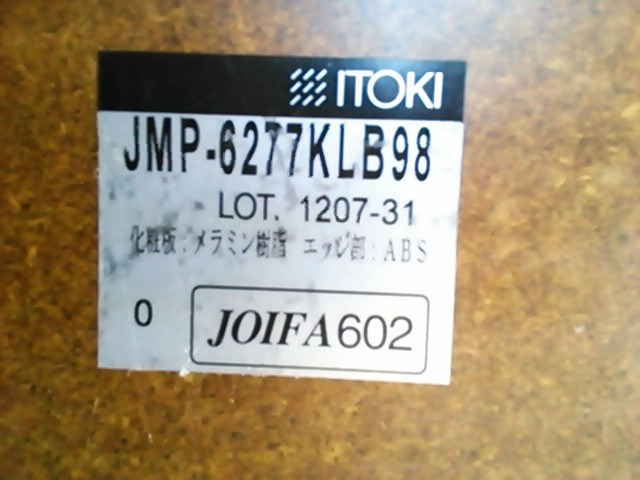 ITOKI
JMP-6277KLB98
LOT. 1207-31
化粧板:メラミン樹脂 エッジ部:ABS
0
JOIFA602